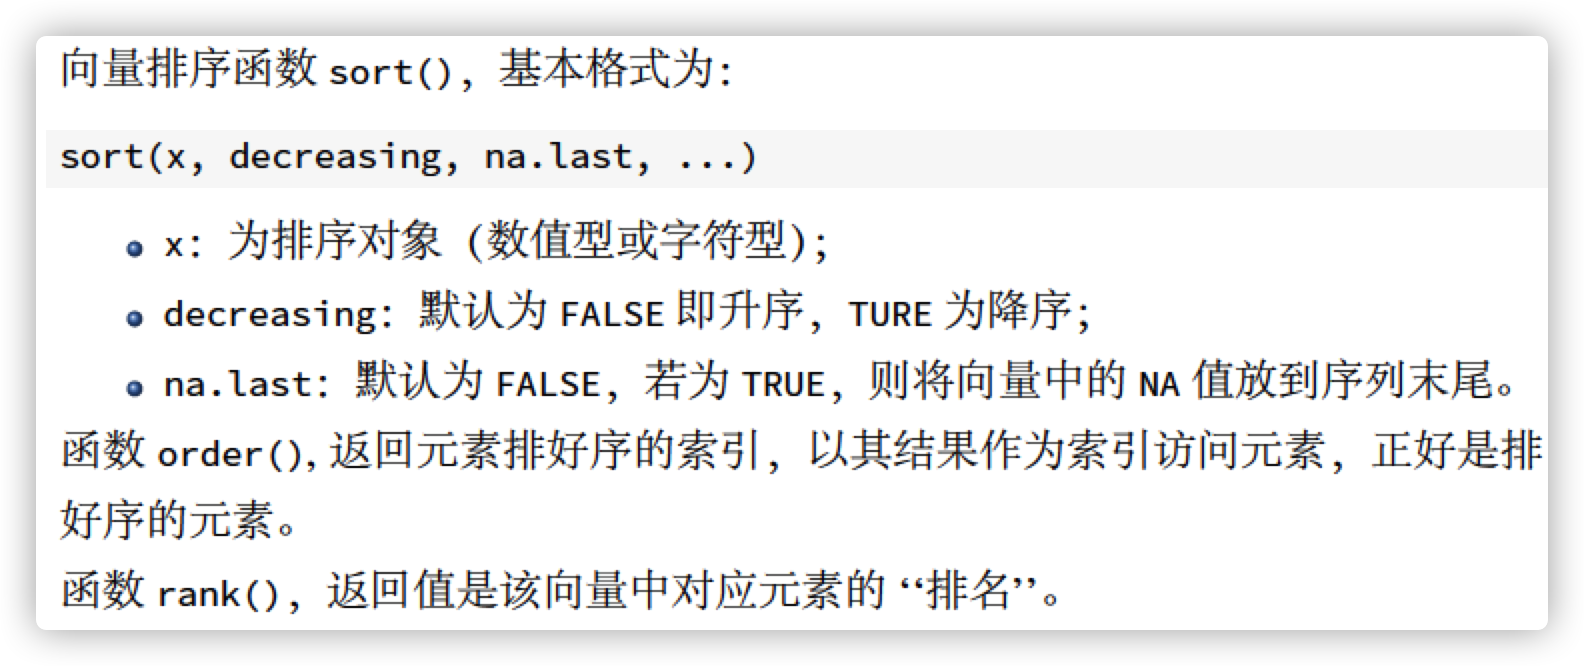 向量排序函数 sort()，基本格式为：
sort(x, decreasing, na.last, ...)
x：为排序对象（数值型或字符型）；
decreasing：默认为 FALSE 即升序，TURE 为降序；
na.last：默认为 FALSE，若为 TRUE，则将向量中的 NA 值放到序列末尾。
函数 order(), 返回元素排好序的索引，以其结果作为索引访问元素，正好是排
好序的元素。
函数 rank()，返回值是该向量中对应元素的 “排名”。